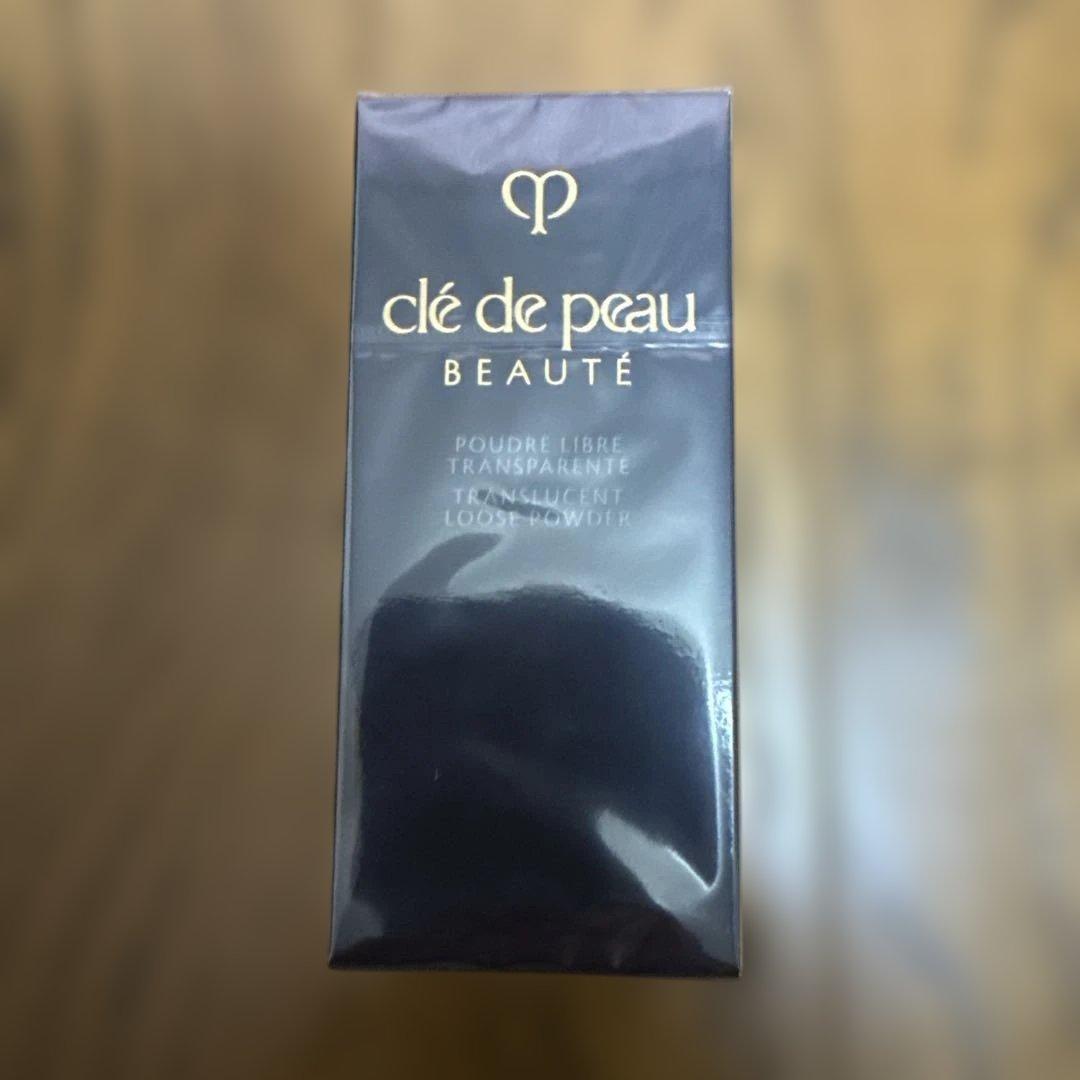 clé de peau
BEAUTÉ
POUDRE LIBRE
TRANSPARENTE
TRANSLUCENT
LOOSE POWDER